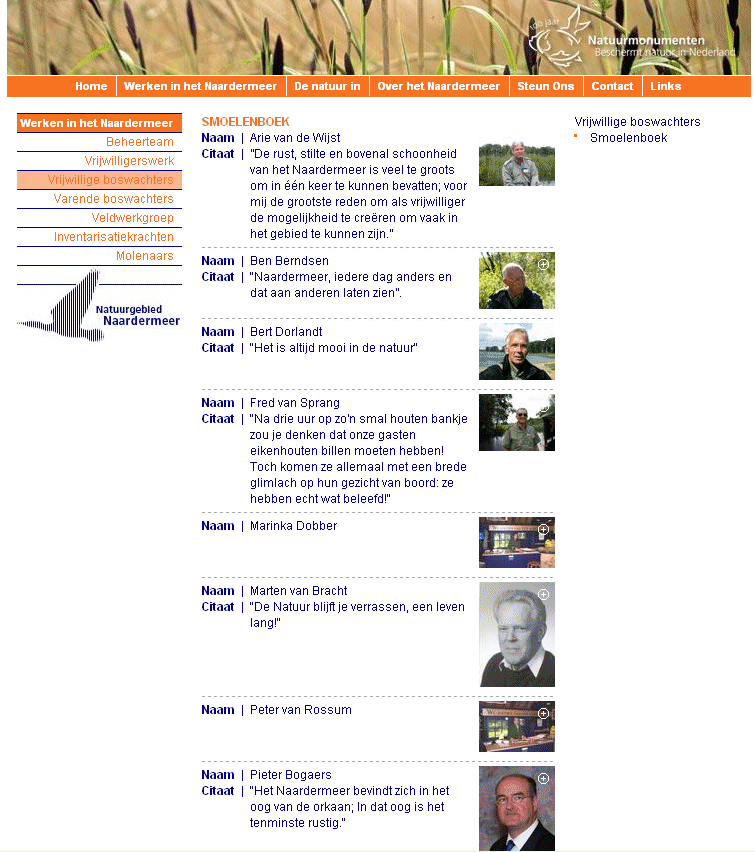 100 jaar
Natuurmonumenten
Beschermt natuur in Nederland
Home | Werken in het Naardermeer | De natuur in | Over het Naardermeer | Steun Ons | Contact | Links
Werken in het Naardermeer
Beheerteam
Vrijwilligerswerk
Vrijwillige boswachters
Varende boswachters
Veldwerkgroep
Inventarisatiekrachten
Molenaars
Natuurgebied
Naardermeer
SMOELENBOEK
Naam | Arie van de Wijst
Citaat | "De rust, stilte en bovenal schoonheid
van het Naardermeer is veel te groots
om in één keer te kunnen bevatten; voor
mij de grootste reden om als vrijwilliger
de mogelijkheid te creëren om vaak in
het gebied te kunnen zijn."
Naam | Ben Berndsen
Citaat | "Naardermeer, iedere dag anders en
dat aan anderen laten zien".
Naam | Bert Dorlandt
Citaat | "Het is altijd mooi in de natuur"
Naam | Fred van Sprang
Citaat | "Na drie uur op zo'n smal houten bankje
zou je denken dat onze gasten
eikenhouten billen moeten hebben!
Toch komen ze allemaal met een brede
glimlach op hun gezicht van boord: ze
hebben echt wat beleefd!"
Naam | Marinka Dobber
Naam | Marten van Bracht
Citaat | "De Natuur blijft je verrassen, een leven
lang!"
Naam | Peter van Rossum
Naam | Pieter Bogaers
Citaat | "Het Naardermeer bevindt zich in het
oog van de orkaan; In dat oog is het
tenminste rustig."
Vrijwillige boswachters
Smoelenboek